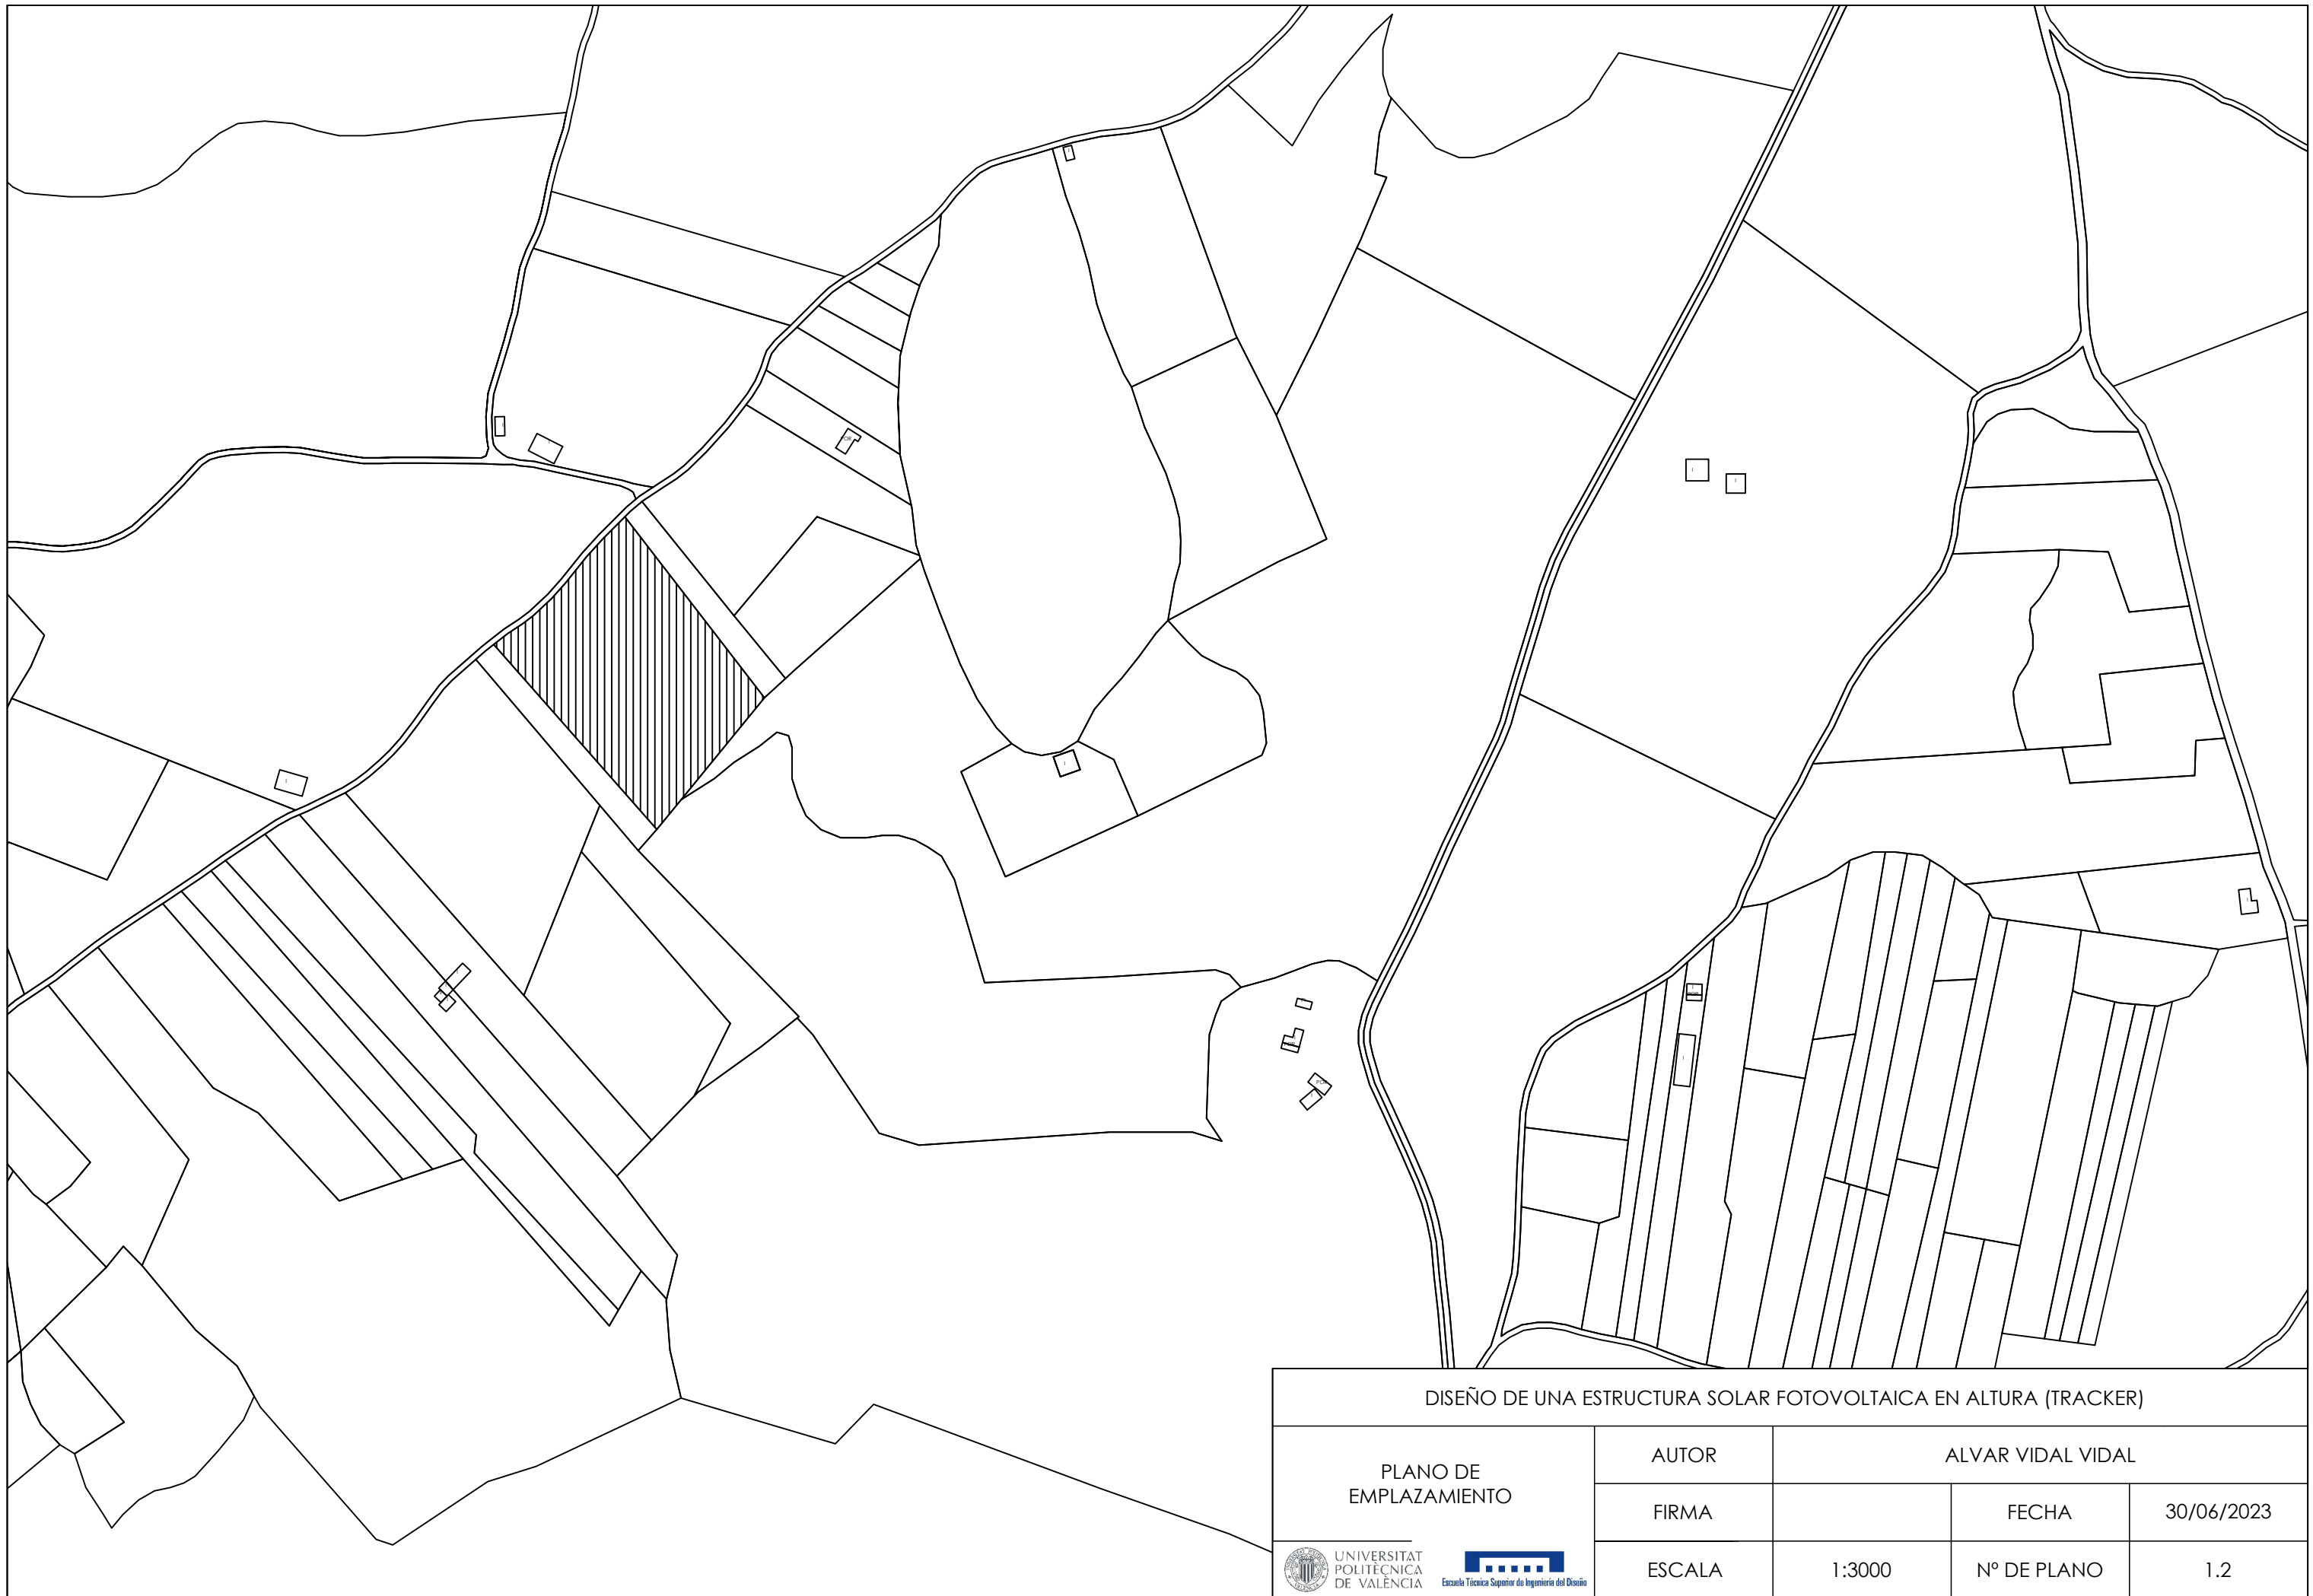 DISEÑO DE UNA ESTRUCTURA SOLAR FOTOVOLTAICA EN ALTURA (TRACKER)
PLANO DE
EMPLAZAMIENTO
AUTOR
ALVAR VIDAL VIDAL
FIRMA
FECHA
30/06/2023
UNIVERSITAT
POLITÈCNICA
DE VALÈNCIA
Escuela Técnica Superior de Ingeniería del Diseño
ESCALA
1:3000
Nº DE PLANO
1.2